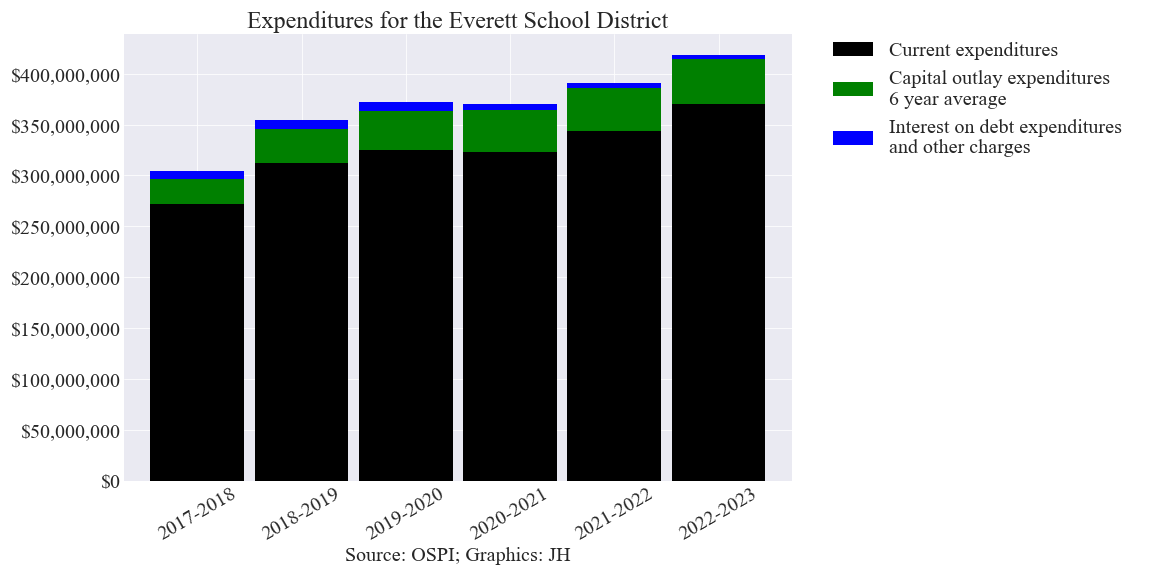 Expenditures for the Everett School District
$400,000,000
$350,000,000
$300,000,000
$250,000,000
$200,000,000
$150,000,000
$100,000,000
$50,000,000
$0
2017-2018
2018-2019
2019-2020
2020-2021
2021-2022
2022-2023
Source: OSPI; Graphics: JH
Current expenditures
Capital outlay expenditures
6 year average
Interest on debt expenditures
and other charges